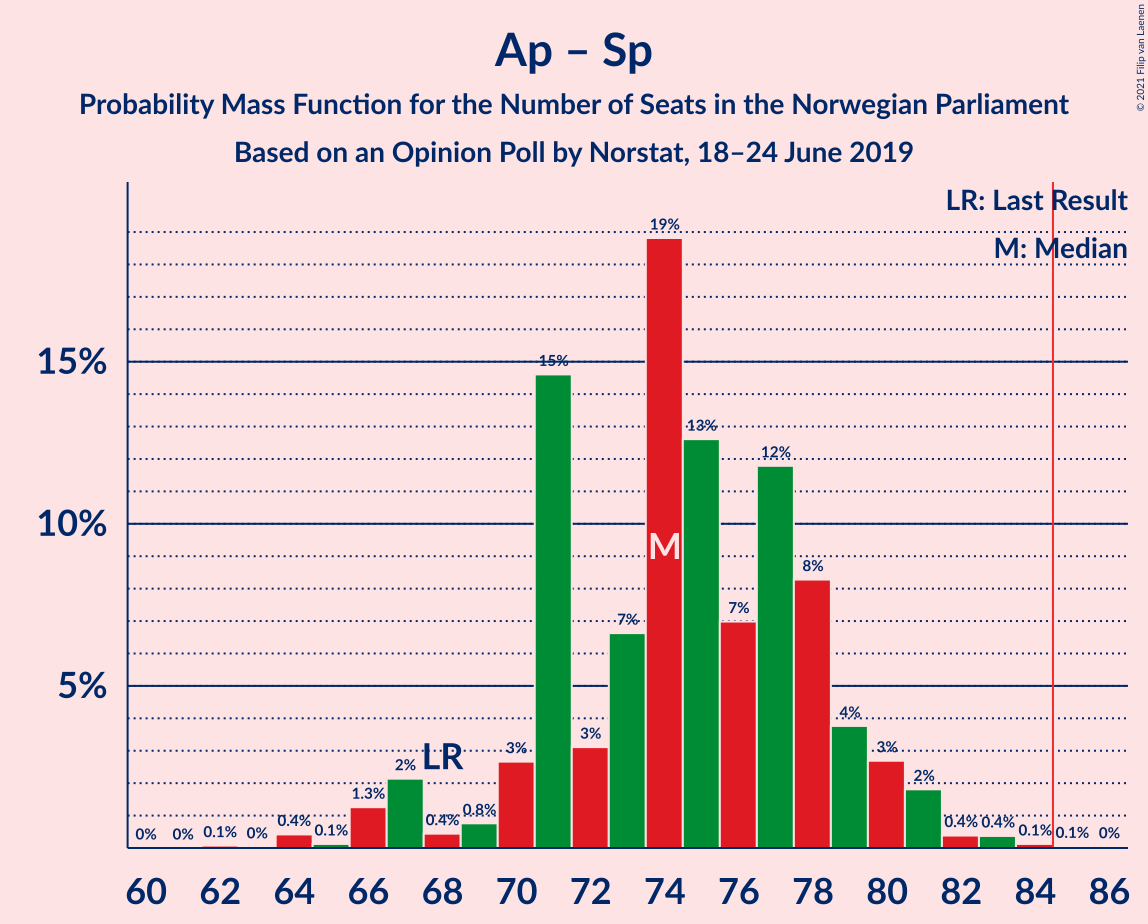 Ap – Sp
Probability Mass Function for the Number of Seats in the Norwegian Parliament
Based on an Opinion Poll by Norstat, 18–24 June 2019
© 2021 Filip van Laenen
LR: Last Result
M: Median
15%
10%
5%
0% 0% 0.1% 0% 0.4% 0.1% 1.3% 2% 0.4% 0.8% 3% 15% 3% 7% 19% 13% 7% 12% 8% 4% 3% 2% 0.4% 0.4% 0.1% 0.1% 0%
LR
M
60 62 64 66 68 70 72 74 76 78 80 82 84 86